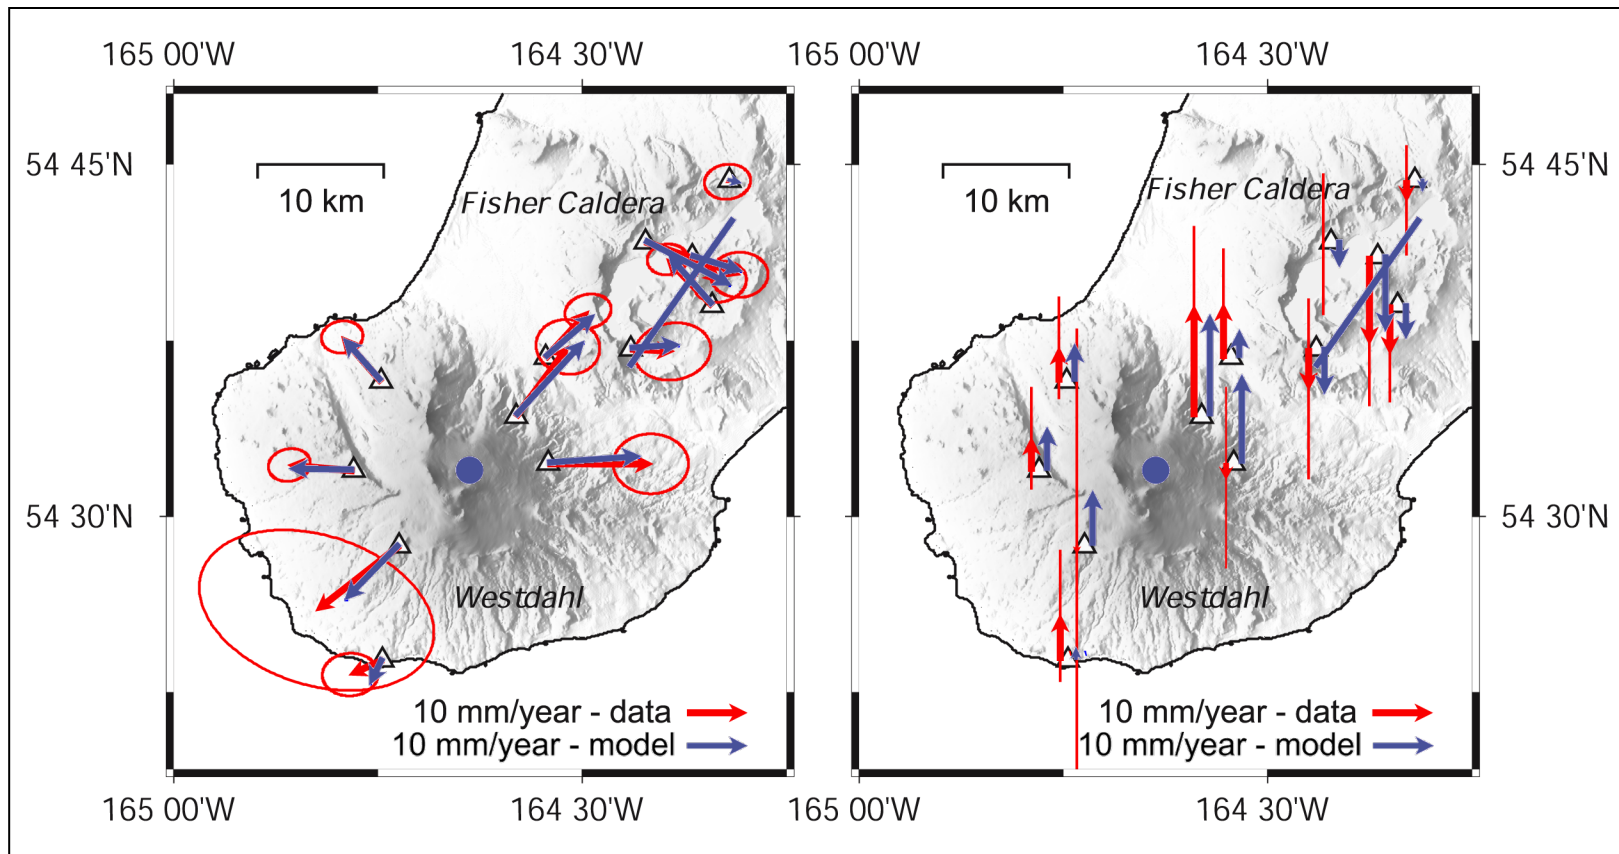 165 00'W 164 30'W 165 00'W 164 30'W
54 45'N 54 45'N
10 km 10 km
Fisher Caldera Fisher Caldera
54 30'N 54 30'N
Westdahl Westdahl
10 mm/year - data 10 mm/year - data
10 mm/year - model 10 mm/year - model
165 00'W 164 30'W 165 00'W 164 30'W